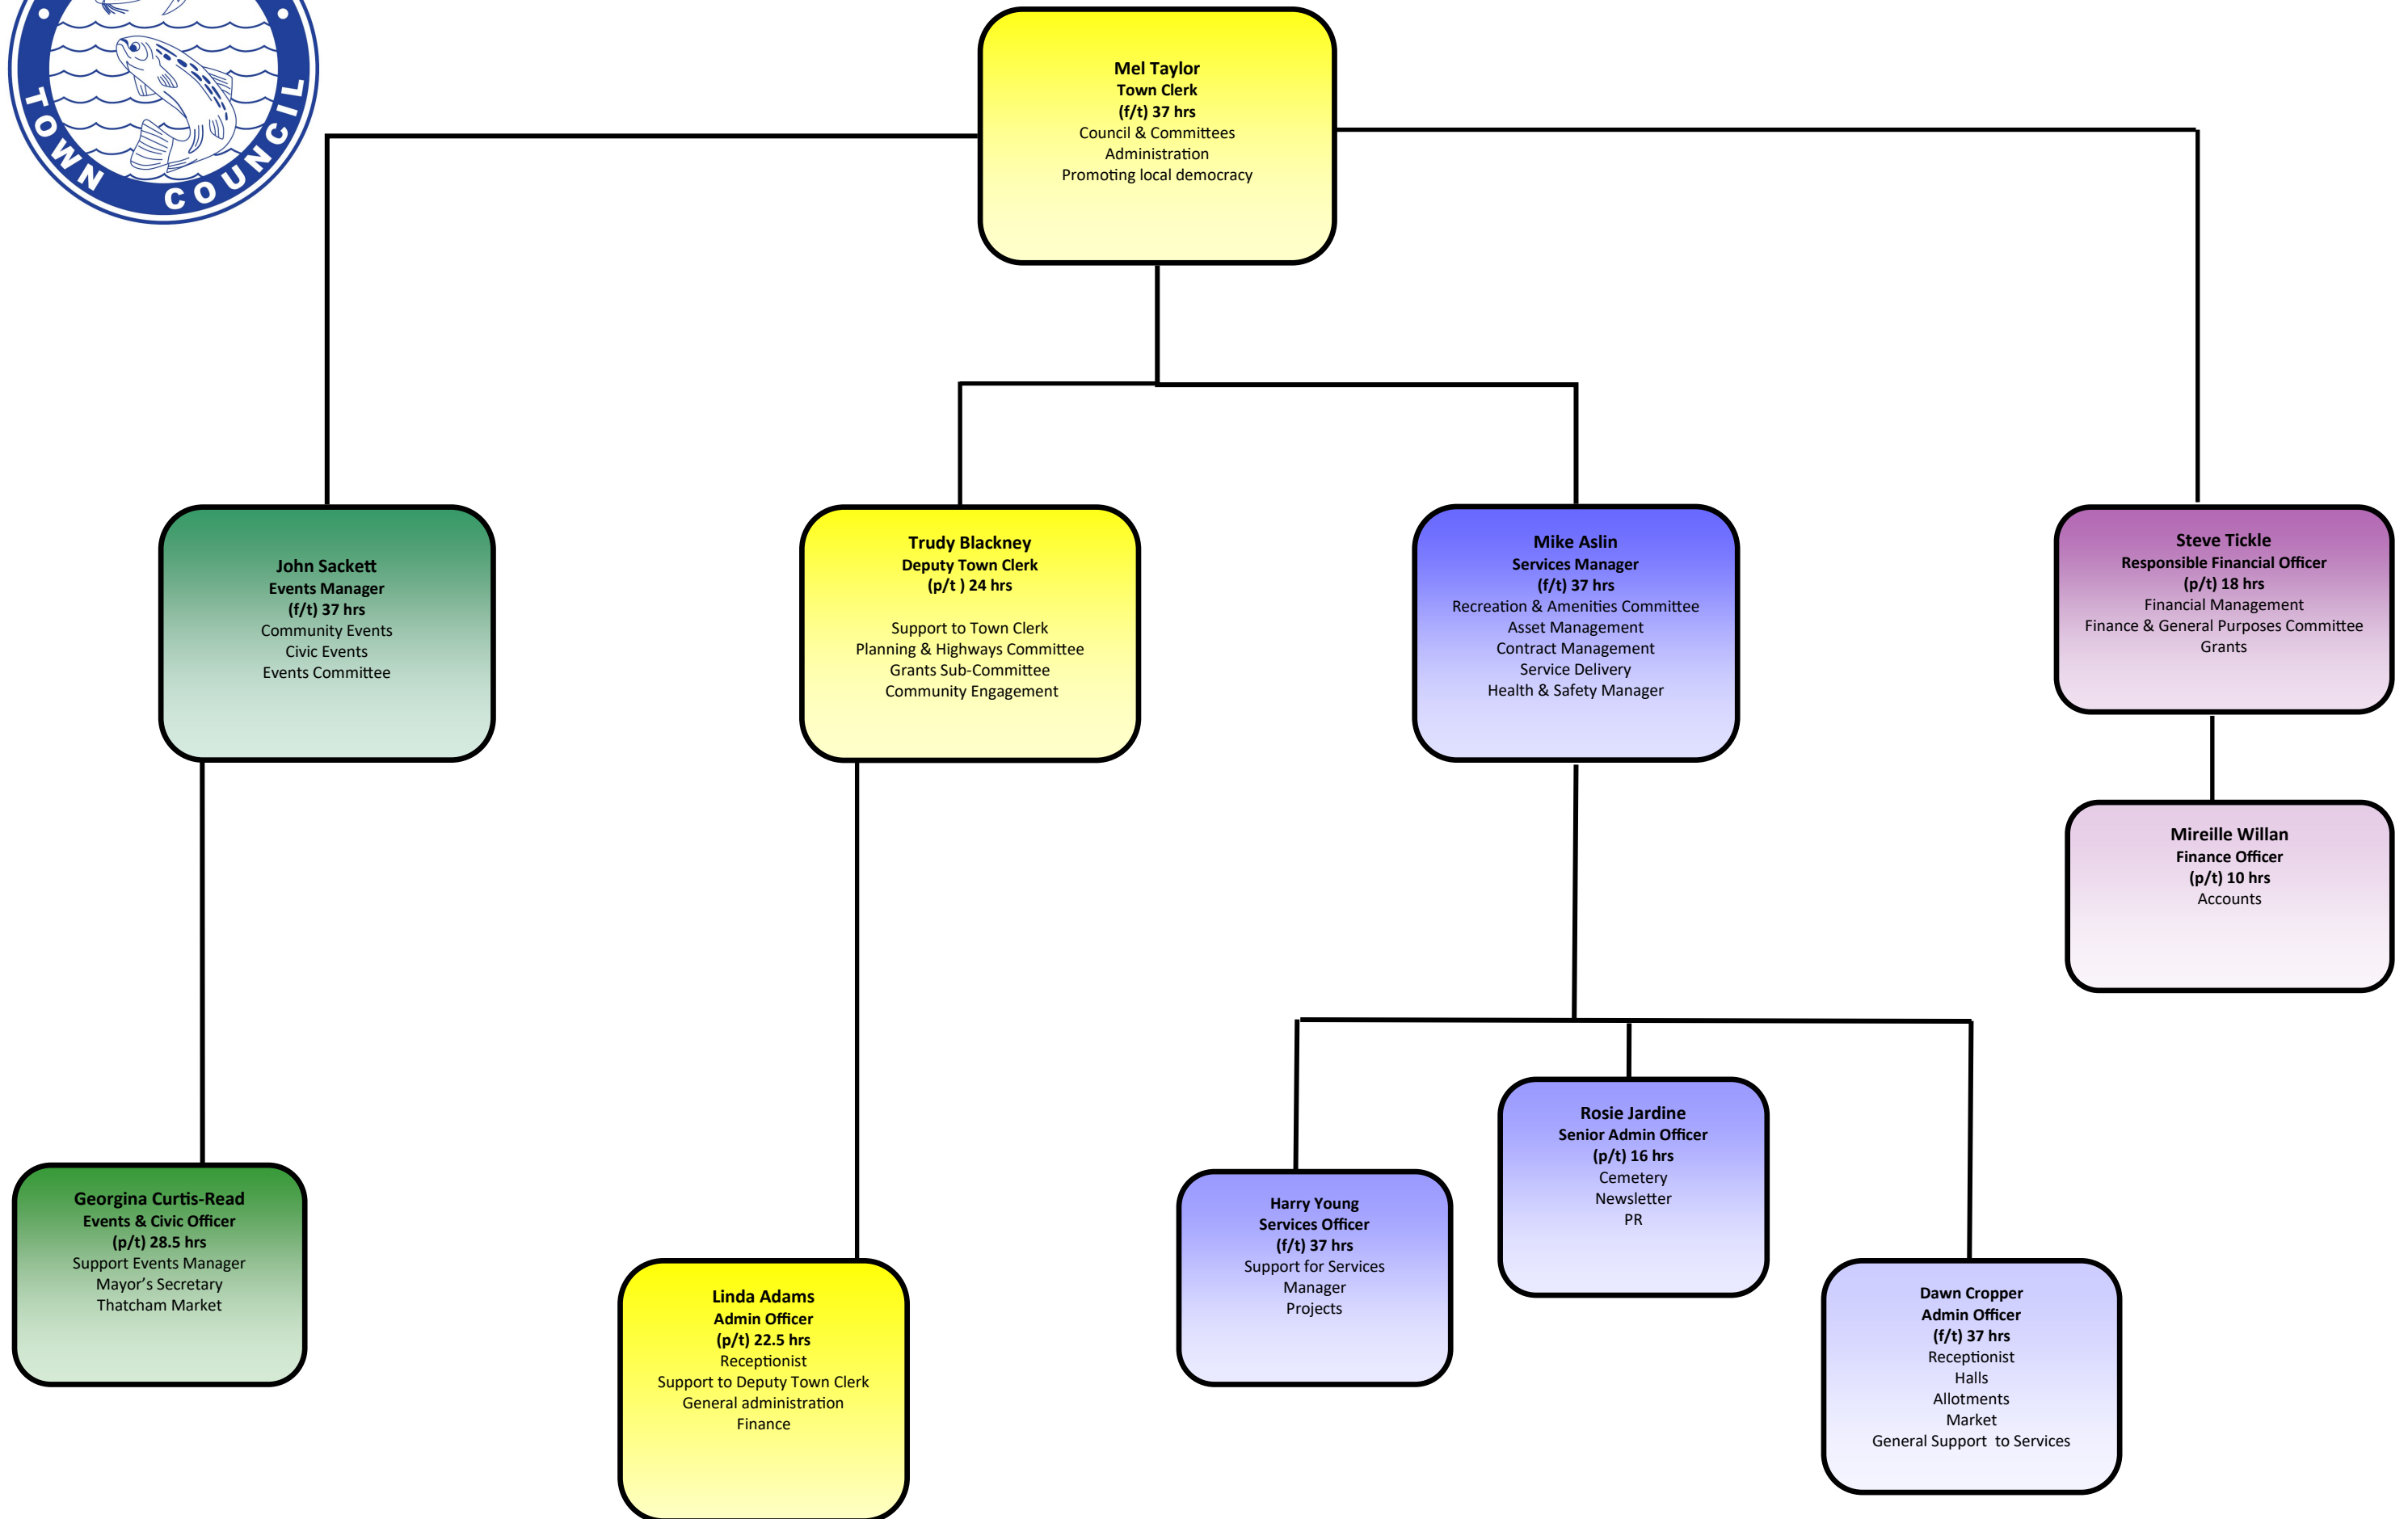 TOWN COUNCIL
Mel Taylor
Town Clerk
(f/t) 37 hrs
Council & Committees
Administration
Promoting local democracy
John Sackett
Events Manager
(f/t) 37 hrs
Community Events
Civic Events
Events Committee
Trudy Blackney
Deputy Town Clerk
(p/t ) 24 hrs
Support to Town Clerk
Planning & Highways Committee
Grants Sub-Committee
Community Engagement
Mike Aslin
Services Manager
(f/t) 37 hrs
Recreation & Amenities Committee
Asset Management
Contract Management
Service Delivery
Health & Safety Manager
Steve Tickle
Responsible Financial Officer
(p/t) 18 hrs
Financial Management
Finance & General Purposes Committee
Grants
Mireille Willan
Finance Officer
(p/t) 10 hrs
Accounts
Georgina Curtis-Read
Events & Civic Officer
(p/t) 28.5 hrs
Support Events Manager
Mayor’s Secretary
Thatcham Market
Linda Adams
Admin Officer
(p/t) 22.5 hrs
Receptionist
Support to Deputy Town Clerk
General administration
Finance
Harry Young
Services Officer
(f/t) 37 hrs
Support for Services
Manager
Projects
Rosie Jardine
Senior Admin Officer
(p/t) 16 hrs
Cemetery
Newsletter
PR
Dawn Cropper
Admin Officer
(f/t) 37 hrs
Receptionist
Halls
Allotments
Market
General Support  to Services